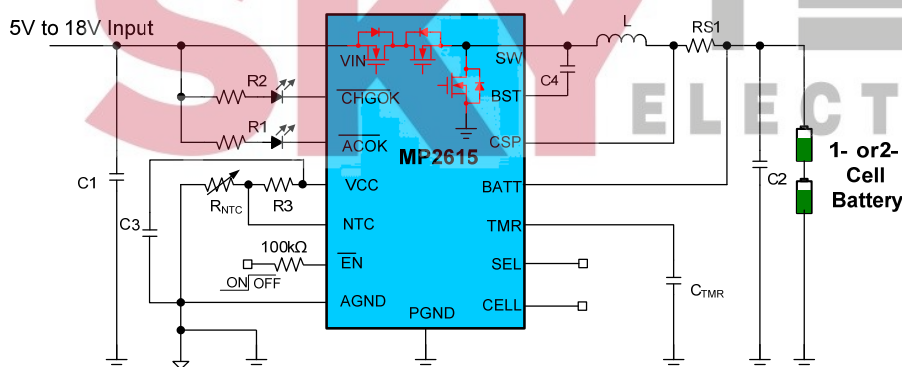 5V to 18V Input
L
RS1
VIN
SW
R2
CHGOK
C4
BST
ELECT
R1
ACOK
CSP
MP2615
1- or2-
Cell
Battery
C1
RNTC
R3
VCC
BATT
C2
C3
NTC
TMR
100kΩ
EN
SEL
ON OFF
AGND
CELL
CTMR
PGND
SKY